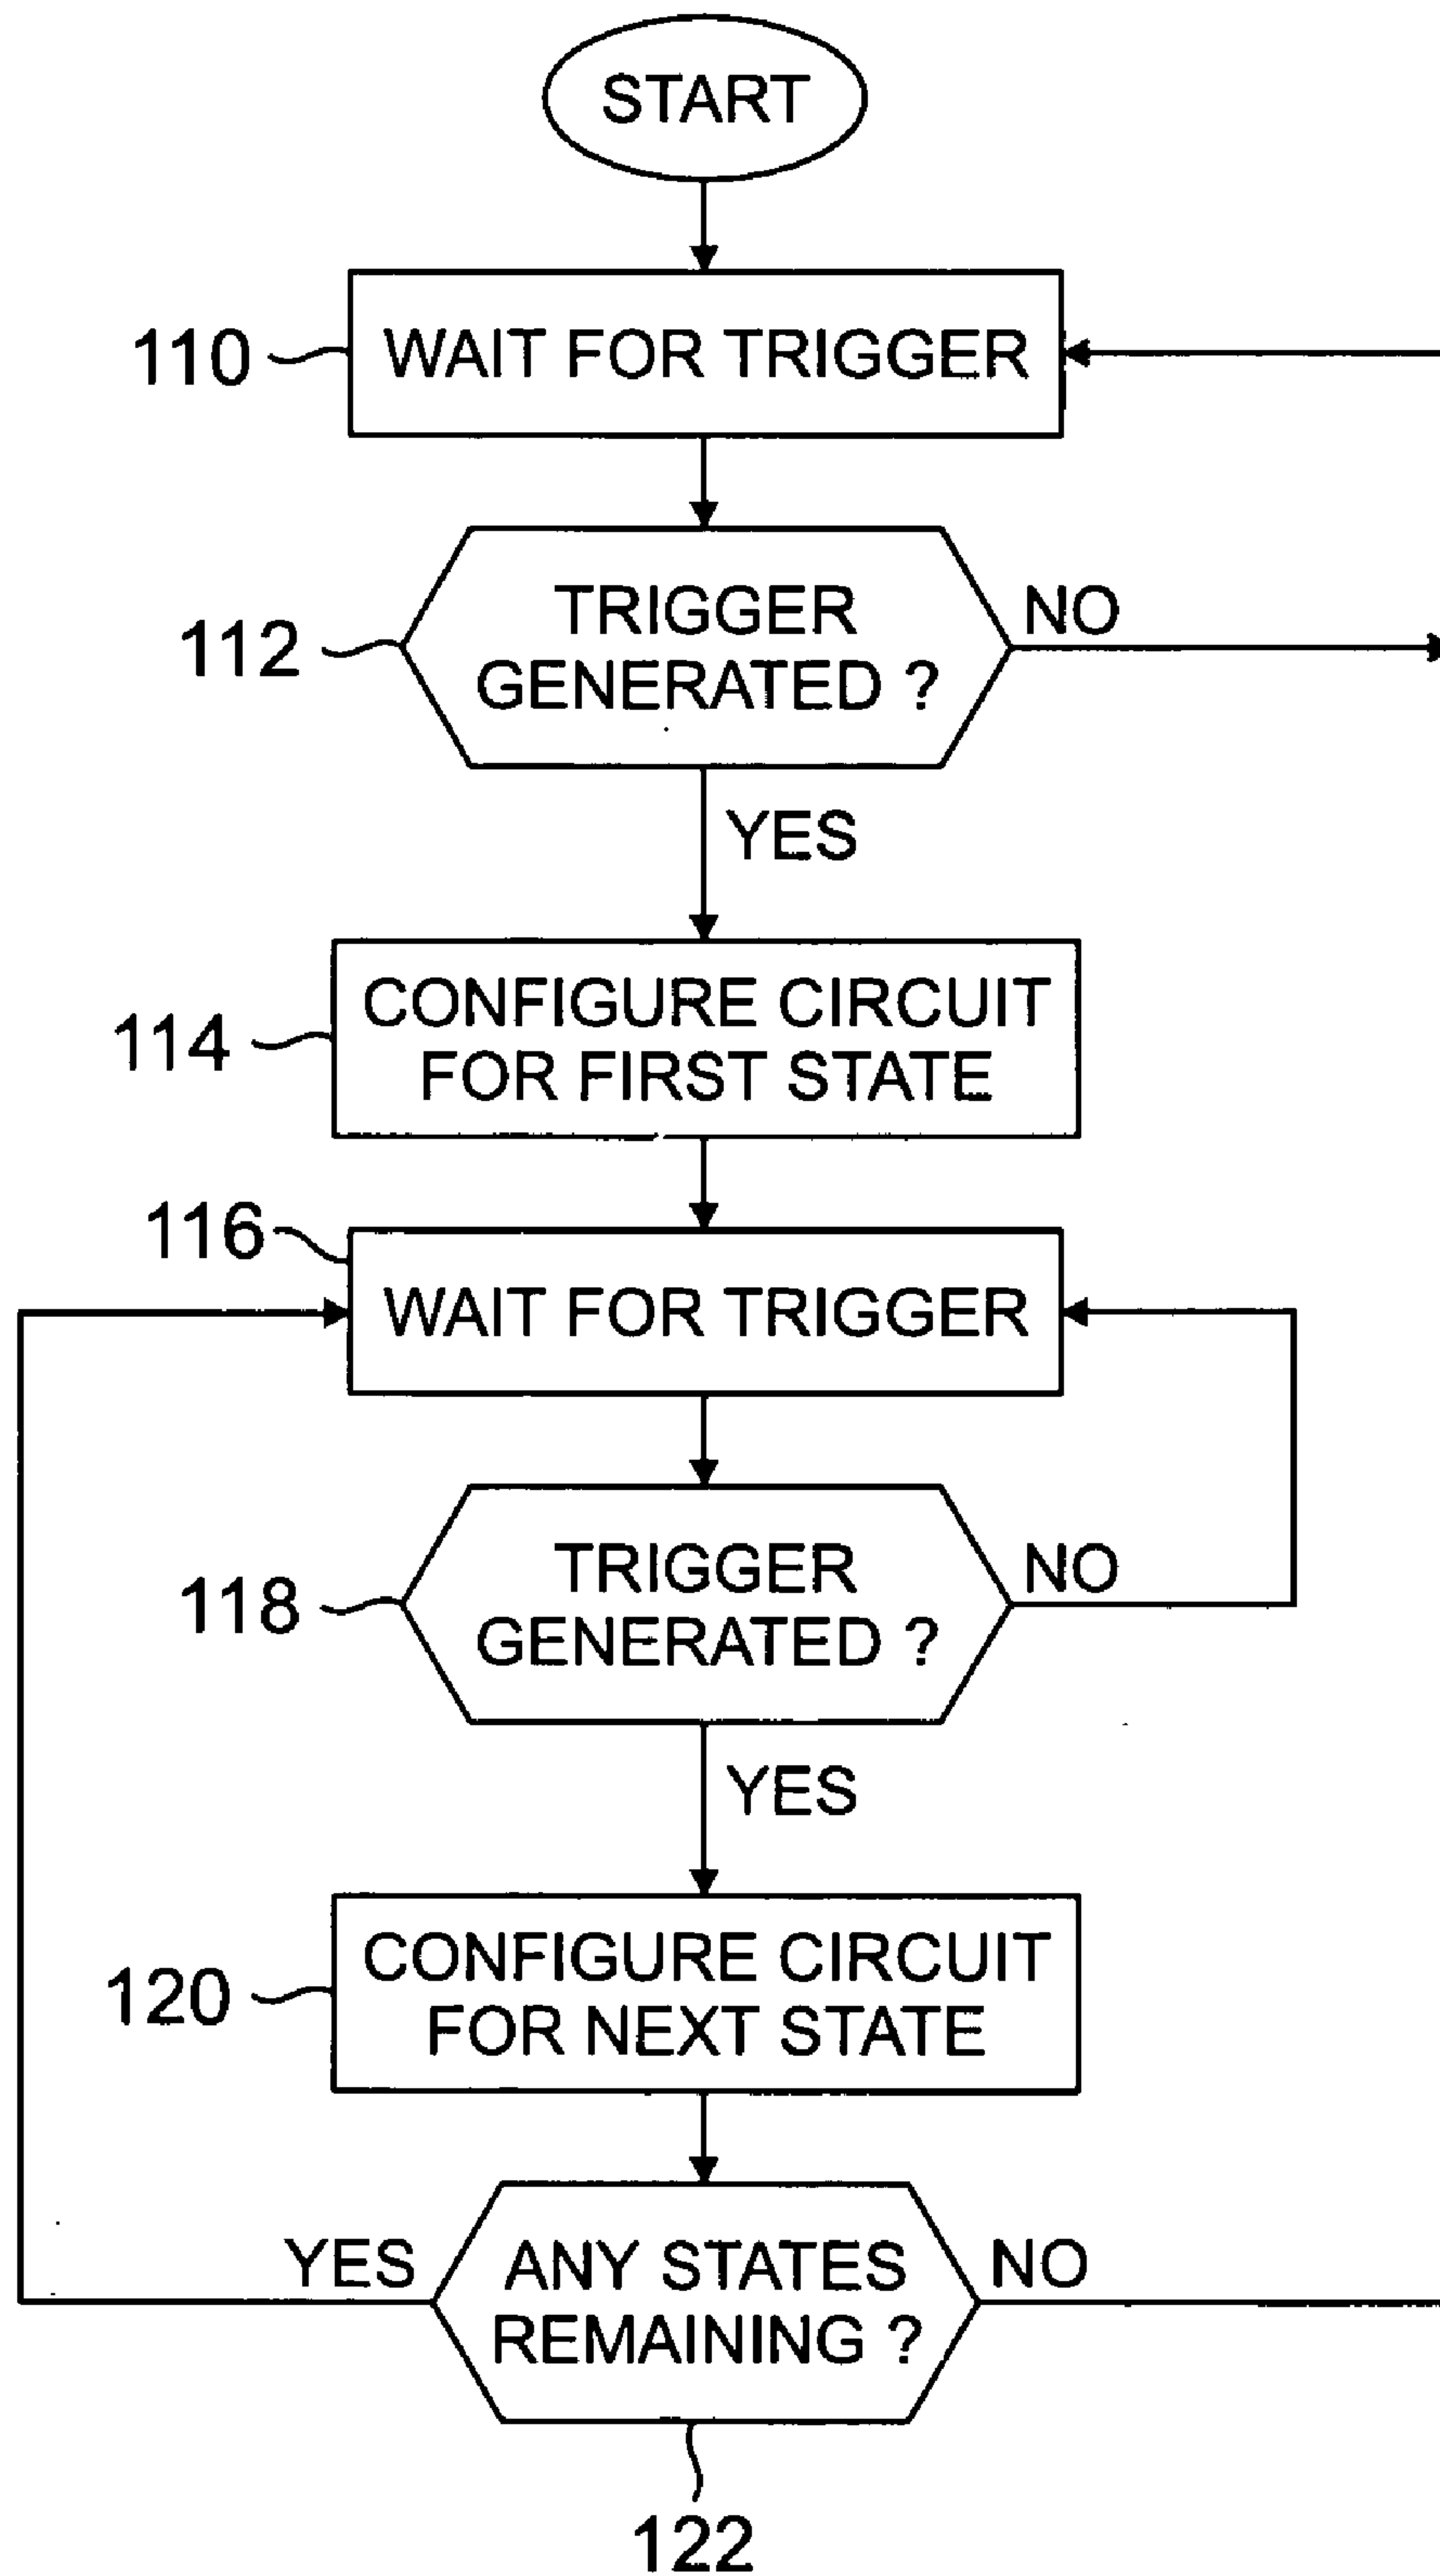 START
110
WAIT FOR TRIGGER
112
TRIGGER
GENERATED ?
NO
YES
114
CONFIGURE CIRCUIT
FOR FIRST STATE
116
WAIT FOR TRIGGER
118
TRIGGER
GENERATED ?
NO
YES
120
CONFIGURE CIRCUIT
FOR NEXT STATE
YES
ANY STATES
REMAINING ?
NO
122